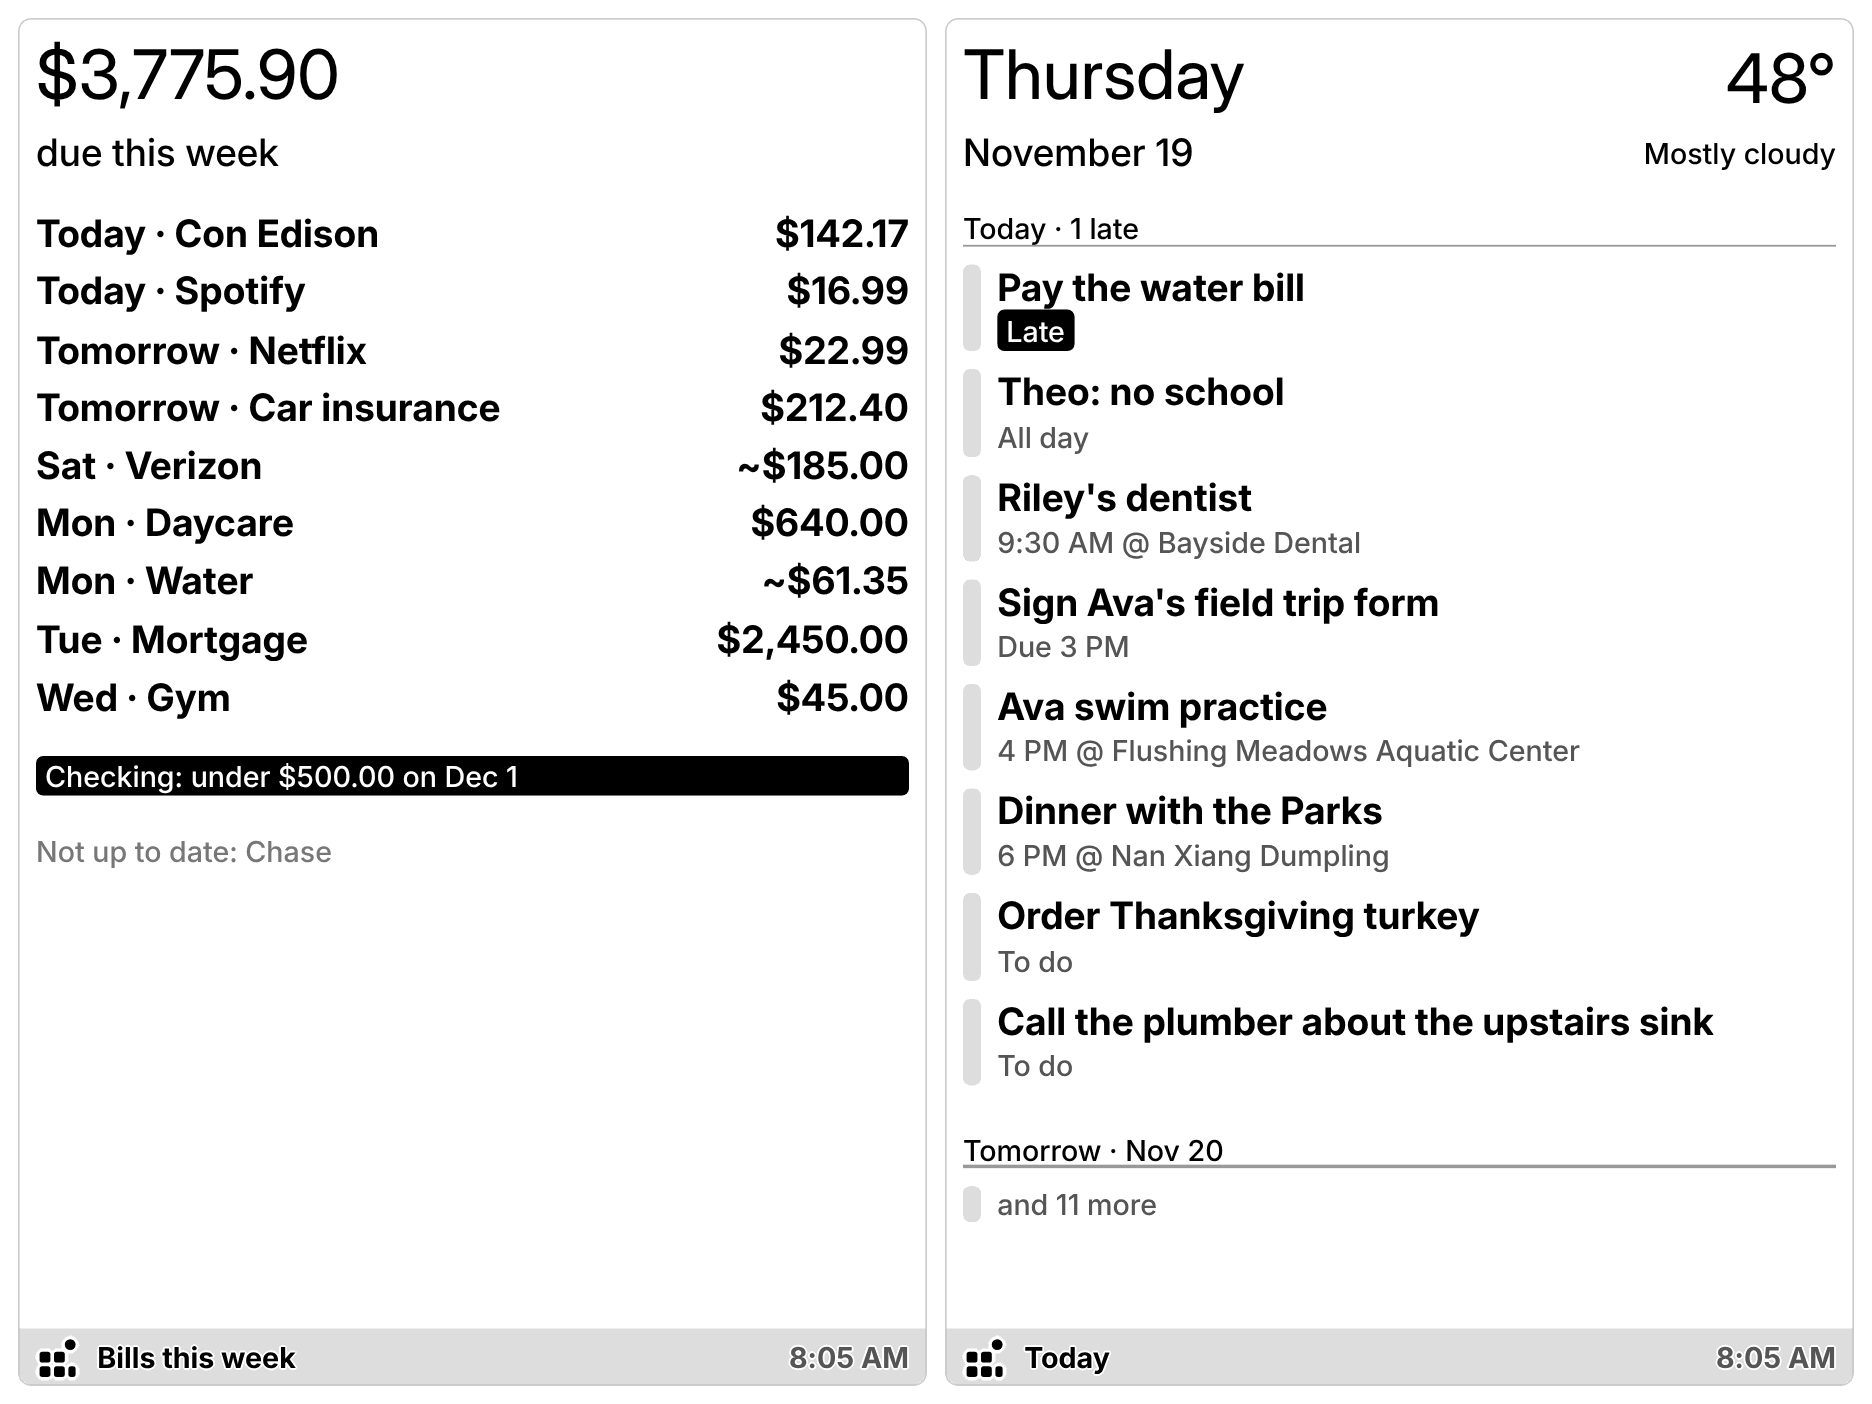 $3,775.90
due this week
Today · Con Edison $142.17
Today · Spotify $16.99
Tomorrow · Netflix $22.99
Tomorrow · Car insurance $212.40
Sat · Verizon ~$185.00
Mon · Daycare $640.00
Mon · Water ~$61.35
Tue · Mortgage $2,450.00
Wed · Gym $45.00
Checking: under $500.00 on Dec 1
Not up to date: Chase
Bills this week 8:05 AM
Thursday 48°
November 19 Mostly cloudy
Today · 1 late
Pay the water bill
Late
Theo: no school
All day
Riley's dentist
9:30 AM @ Bayside Dental
Sign Ava's field trip form
Due 3 PM
Ava swim practice
4 PM @ Flushing Meadows Aquatic Center
Dinner with the Parks
6 PM @ Nan Xiang Dumpling
Order Thanksgiving turkey
To do
Call the plumber about the upstairs sink
To do
Tomorrow · Nov 20
and 11 more
Today 8:05 AM